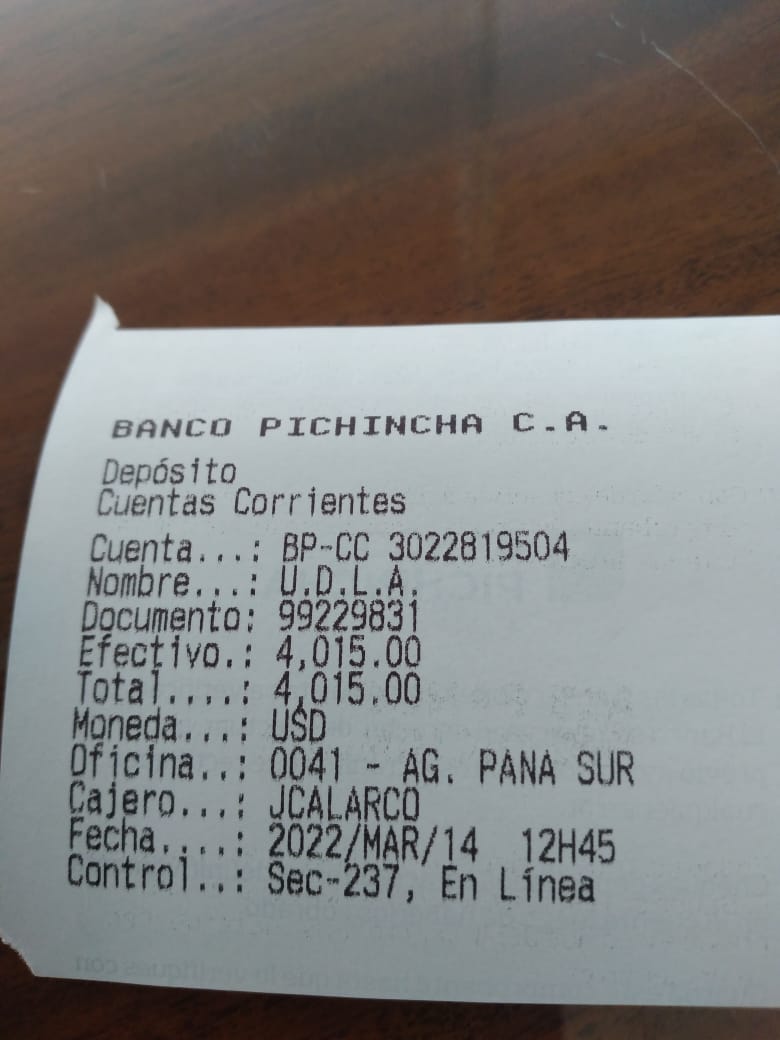 BANCO PICHINCHA C.A.
Depósito
Cuentas Corrientes
Cuenta...: BP-CC 3022819504
Nombre...: U.D.L.A.
Documento: 99229831
Efectivo.: 4,015.00
Total....: 4,015.00
Moneda...: USD
Oficina..: 0041 - AG. PANA SUR
Cajero...: JCALARCO
Fecha....: 2022/MAR/14 12H45
Control..: Sec-237, En Línea